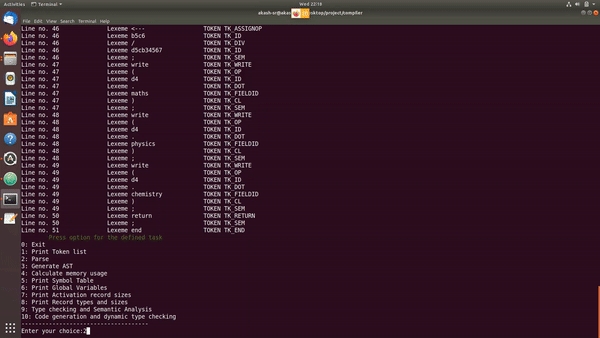 Activities Terminal Wed 22:16
akash-sr@akas sktop/project/compiler
File Edit View Search Terminal Help
Line no. 46 Lexeme <--- TOKEN TK_ASSIGNOP
Line no. 46 Lexeme b5c6 TOKEN TK_ID
Line no. 46 Lexeme / TOKEN TK_DIV
Line no. 46 Lexeme d5cb34567 TOKEN TK_ID
Line no. 46 Lexeme ; TOKEN TK_SEM
Line no. 47 Lexeme write TOKEN TK_WRITE
Line no. 47 Lexeme ( TOKEN TK_OP
Line no. 47 Lexeme d4 TOKEN TK_ID
Line no. 47 Lexeme . TOKEN TK_DOT
Line no. 47 Lexeme maths TOKEN TK_FIELDID
Line no. 47 Lexeme ) TOKEN TK_CL
Line no. 47 Lexeme ; TOKEN TK_SEM
Line no. 48 Lexeme write TOKEN TK_WRITE
Line no. 48 Lexeme ( TOKEN TK_OP
Line no. 48 Lexeme d4 TOKEN TK_ID
Line no. 48 Lexeme . TOKEN TK_DOT
Line no. 48 Lexeme physics TOKEN TK_FIELDID
Line no. 48 Lexeme ) TOKEN TK_CL
Line no. 48 Lexeme ; TOKEN TK_SEM
Line no. 49 Lexeme write TOKEN TK_WRITE
Line no. 49 Lexeme ( TOKEN TK_OP
Line no. 49 Lexeme d4 TOKEN TK_ID
Line no. 49 Lexeme . TOKEN TK_DOT
Line no. 49 Lexeme chemistry TOKEN TK_FIELDID
Line no. 49 Lexeme ) TOKEN TK_CL
Line no. 49 Lexeme ; TOKEN TK_SEM
Line no. 50 Lexeme return TOKEN TK_RETURN
Line no. 50 Lexeme ; TOKEN TK_SEM
Line no. 51 Lexeme end TOKEN TK_END
Press option for the defined task
0: Exit
1: Print Token list
2: Parse
3: Generate AST
4: Calculate memory usage
5: Print Symbol Table
6: Print Global Variables
7: Print Activation record sizes
8: Print Record types and sizes
9: Type checking and Semantic Analysis
10: Code generation and dynamic type checking
-------------------------------------
Enter your choice:2